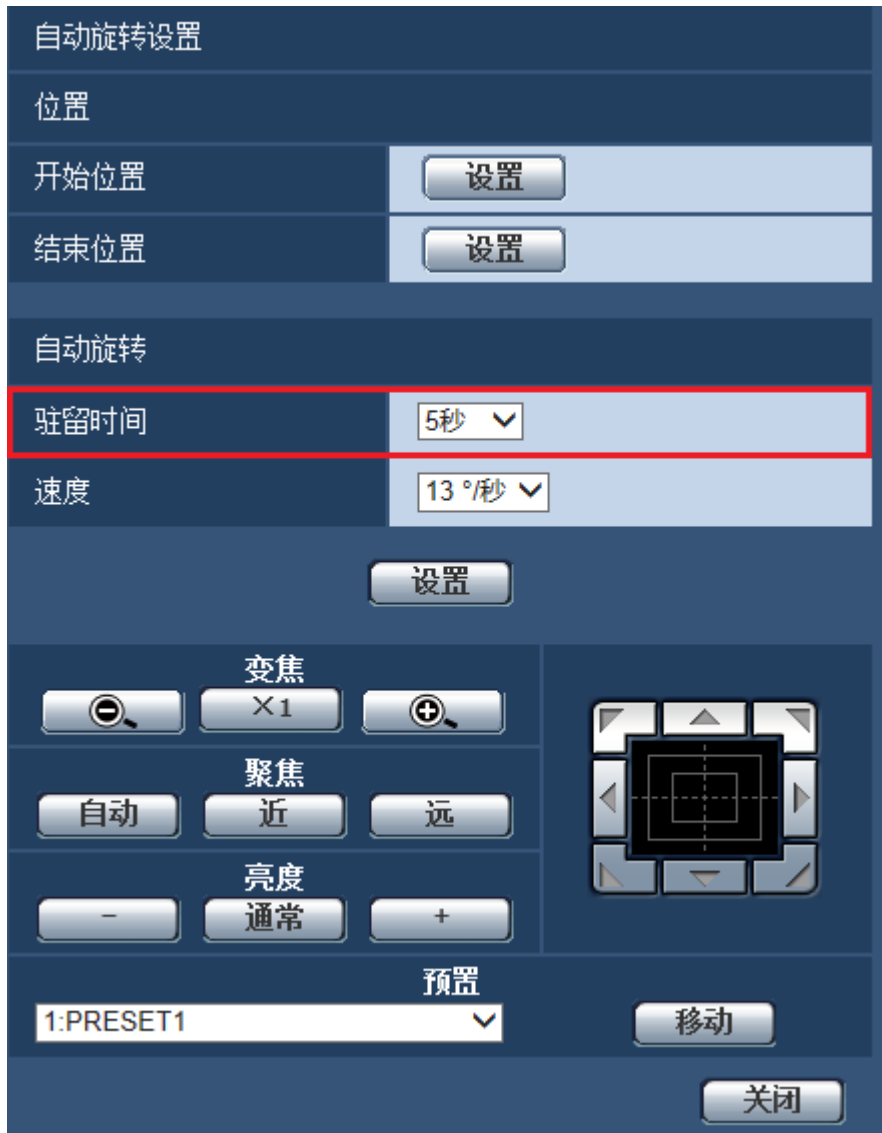 自动旋转设置
位置
开始位置 设置
结束位置 设置
自动旋转
驻留时间 5秒
速度 13 °/秒
设置
变焦
×1
聚焦
自动 近 远
亮度
- 通常 +
预置
1:PRESET1 移动
关闭